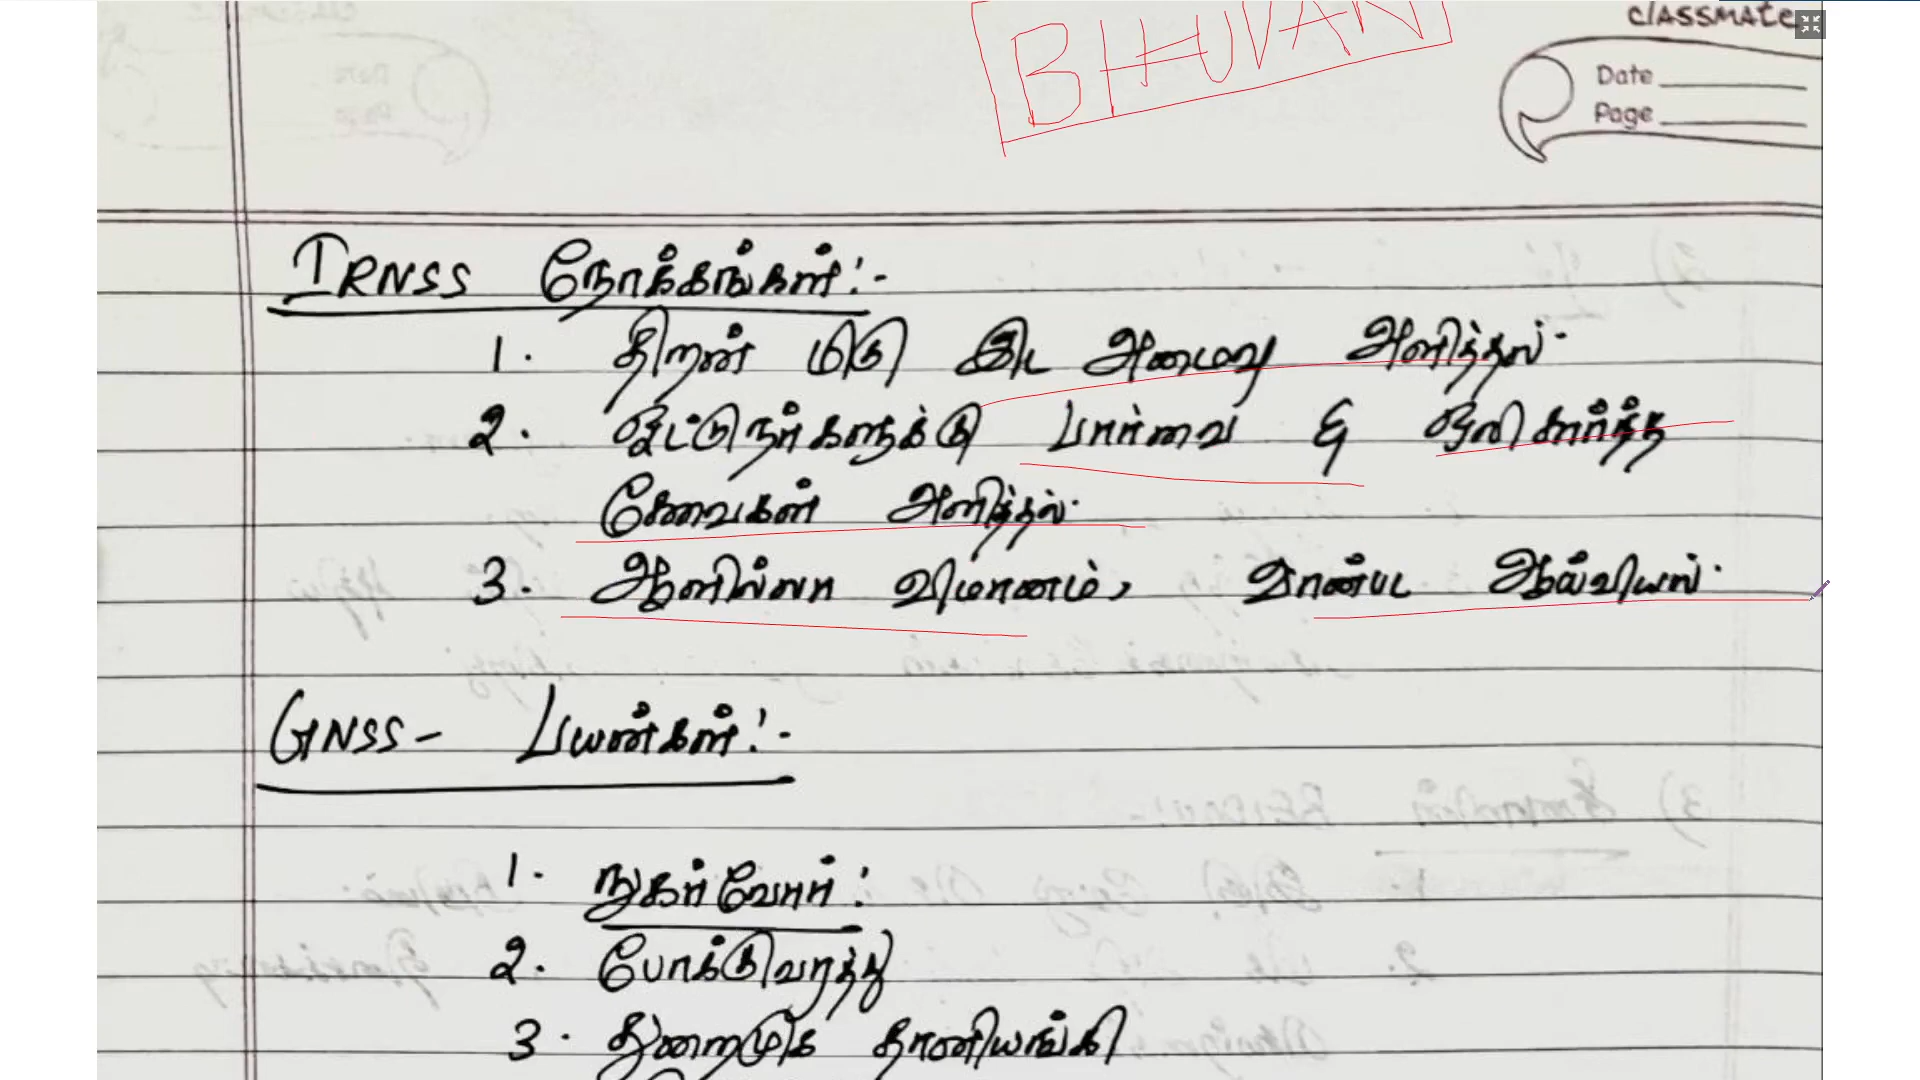 BHUVAN
classmate
Date
Page
IRNSS நோக்கங்கள்:-
1. திறன் மிகு இட அமைவு அளித்தல்.
2. ஓட்டுநர்களுக்கு பார்வை & ஒலி சார்ந்த
சேவைகள் அளித்தல்.
3. ஆளில்லா விமானம், ஆய்வியல்.
GNSS- பயன்கள்:-
1. நுகர்வோர்:
2. போக்குவரத்து
3. துறைமுக தானியங்கி